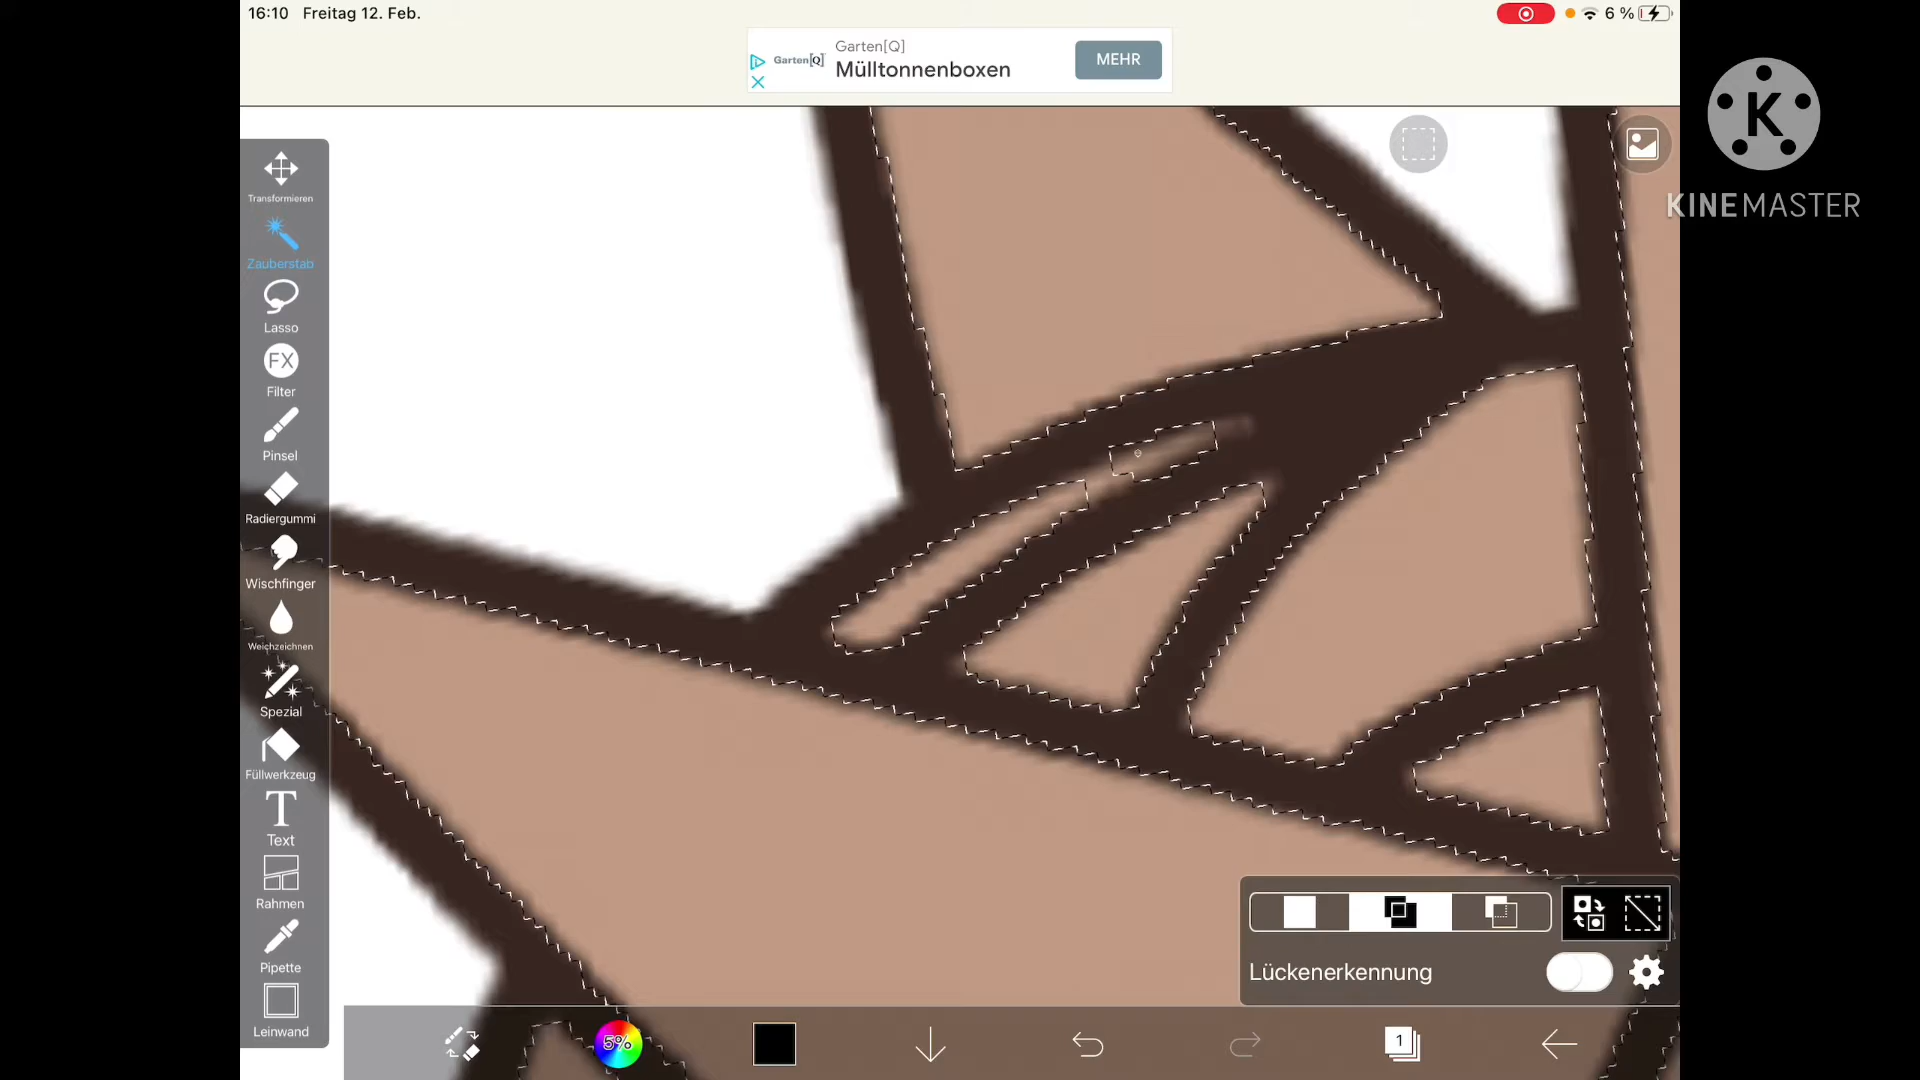 16:10 Freitag 12. Feb.
6 %
Garten[Q]
Garten[Q]
Mülltonnenboxen
MEHR
K
KINEMASTER
Transformieren
Zauberstab
Lasso
FX
Filter
Pinsel
Radiergummi
Wischfinger
Weichzeichnen
Spezial
Füllwerkzeug
T
Text
Rahmen
Pipette
Leinwand
Lückenerkennung
5%
1